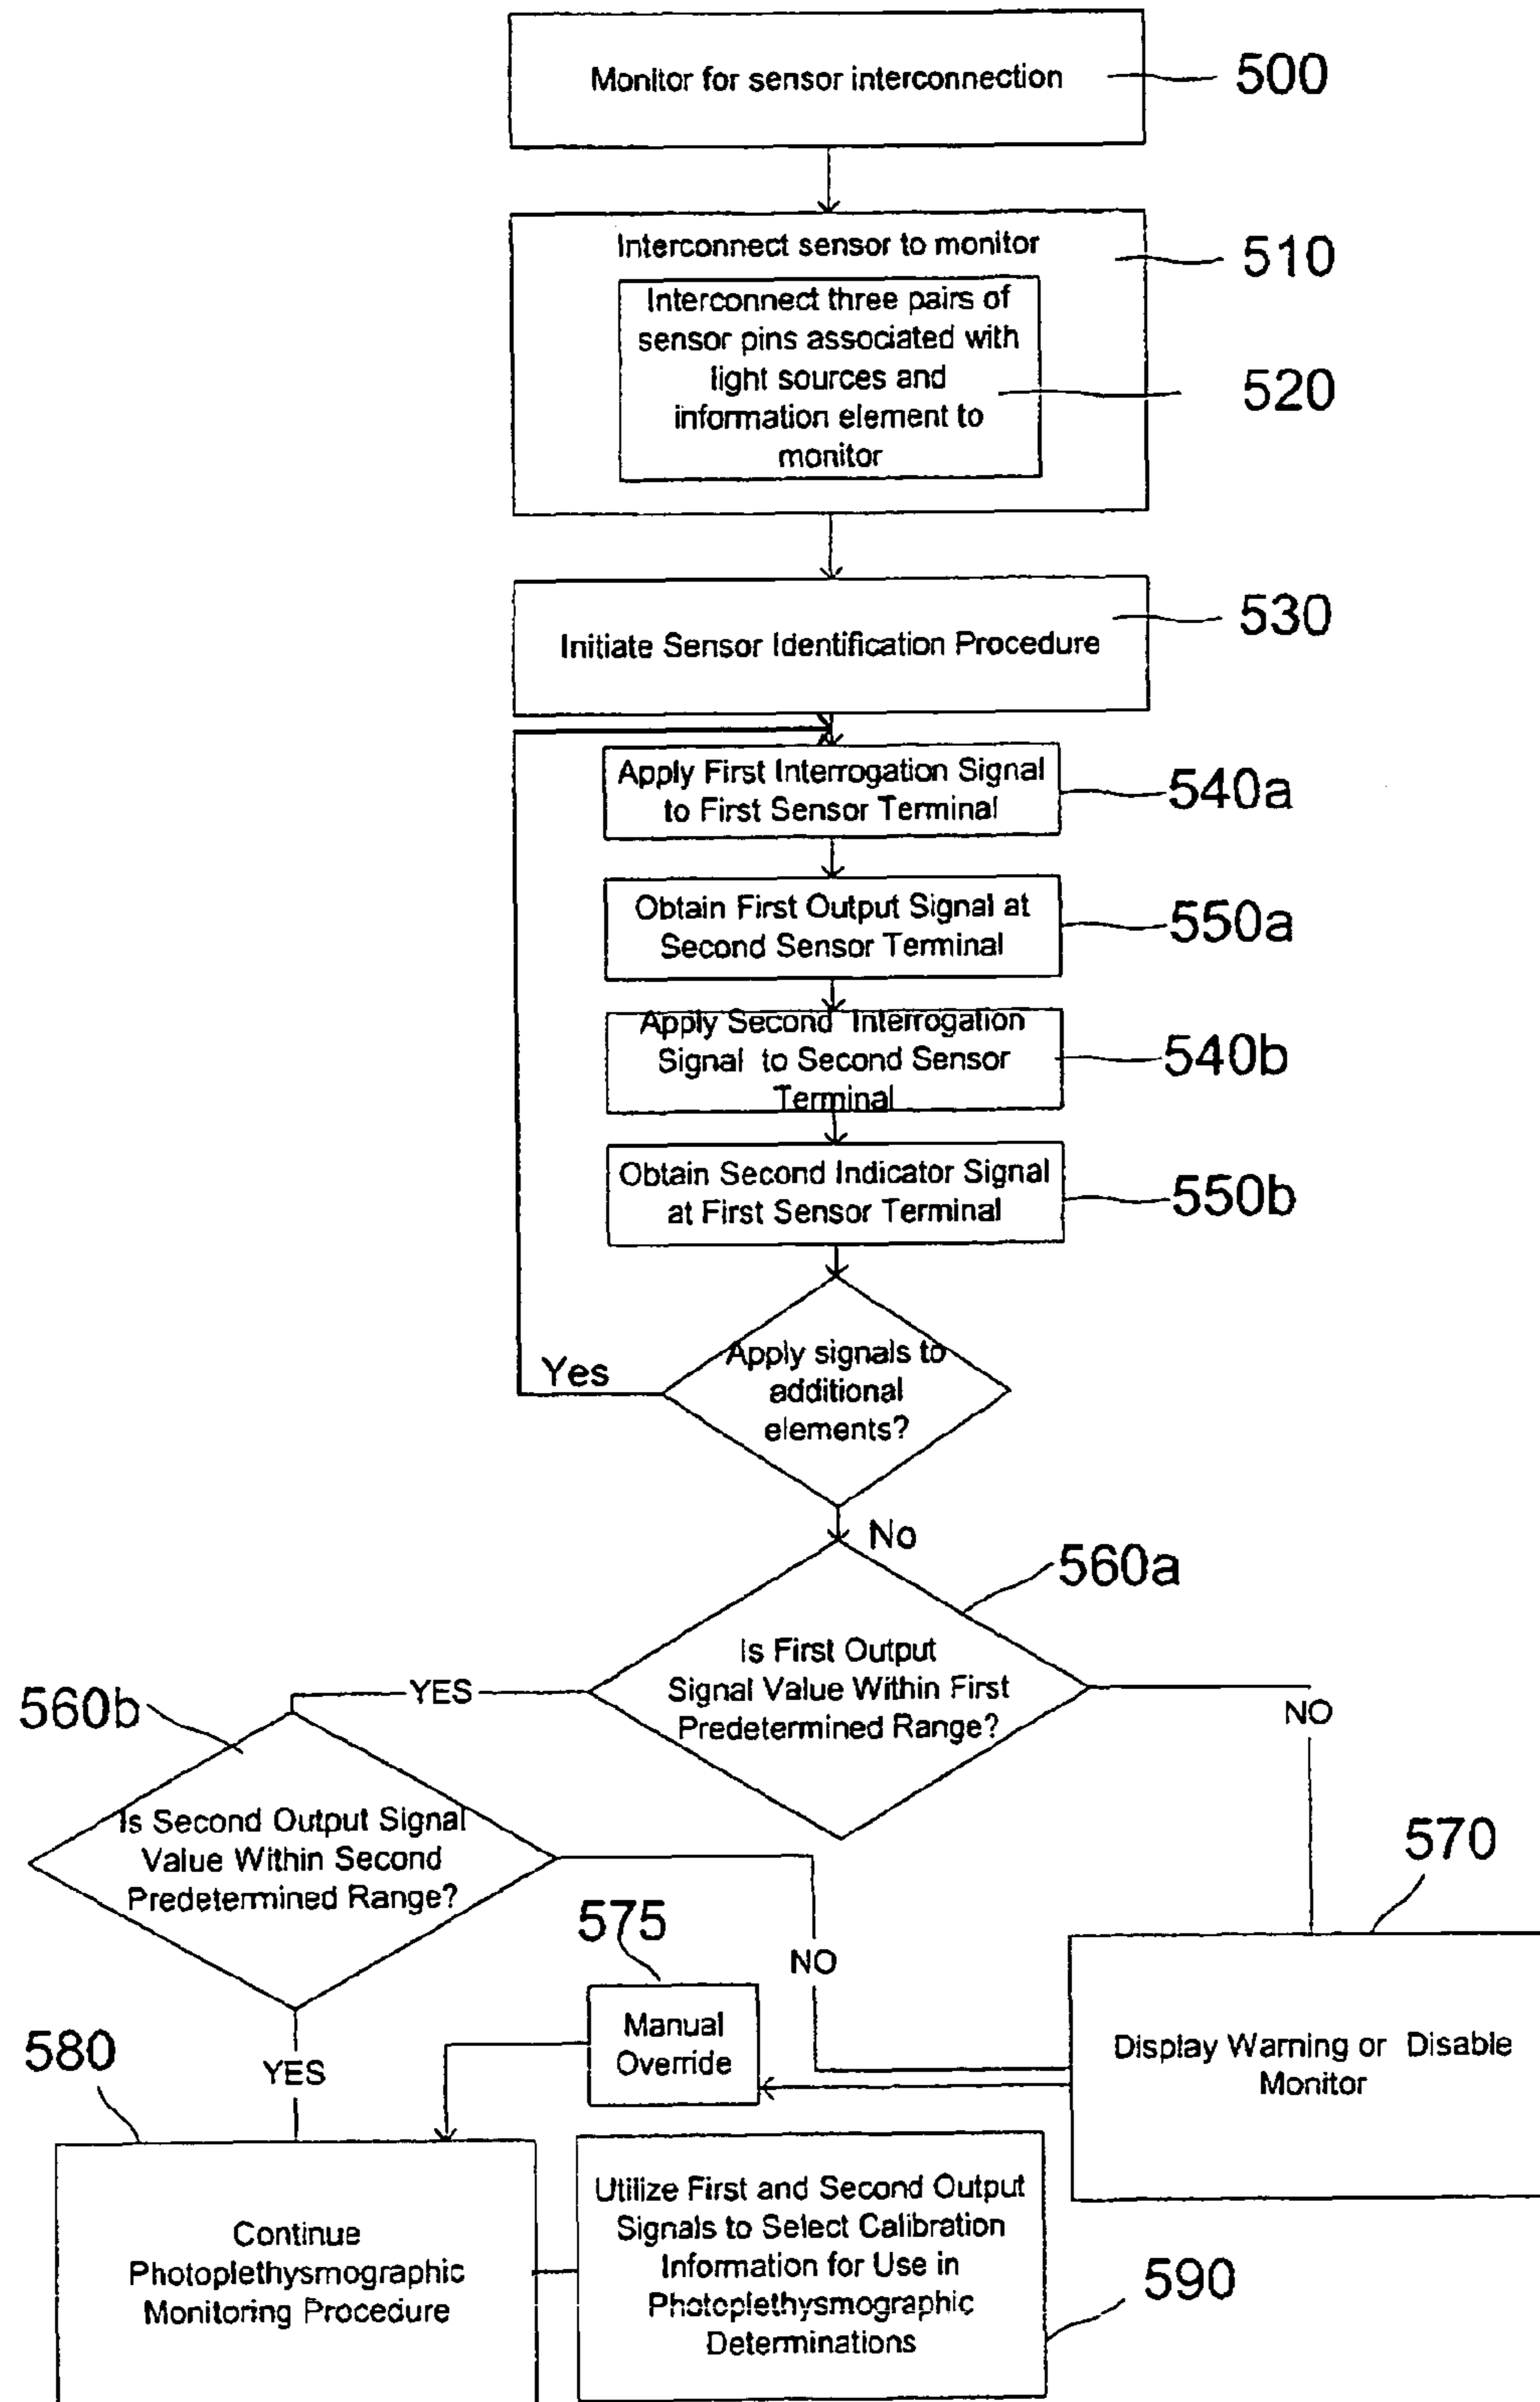 Monitor for sensor interconnection
500
Interconnect sensor to monitor
510
Interconnect three pairs of
sensor pins associated with
light sources and
information element to
monitor
520
Initiate Sensor Identification Procedure
530
Apply First Interrogation Signal
to First Sensor Terminal
540a
Obtain First Output Signal at
Second Sensor Terminal
550a
Apply Second Interrogation
Signal to Second Sensor
Terminal
540b
Obtain Second Indicator Signal
at First Sensor Terminal
550b
Apply signals to
additional
elements?
Yes
No
560a
Is First Output
Signal Value Within First
Predetermined Range?
YES
NO
560b
Is Second Output Signal
Value Within Second
Predetermined Range?
NO
YES
570
575
Manual
Override
Display Warning or Disable
Monitor
580
Continue
Photoplethysmographic
Monitoring Procedure
Utilize First and Second Output
Signals to Select Calibration
Information for Use in
Photoplethysmographic
Determinations
590